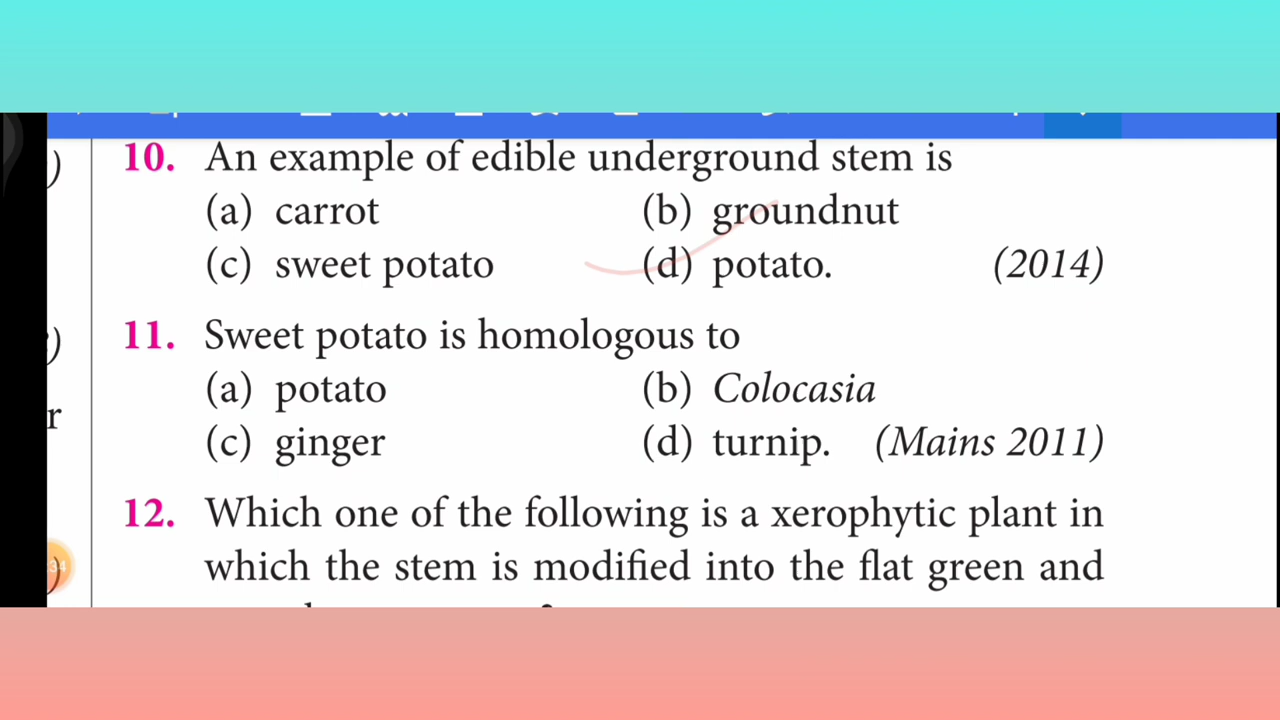 10. An example of edible underground stem is
(a) carrot (b) groundnut
(c) sweet potato (d) potato. (2014)
11. Sweet potato is homologous to
(a) potato (b) Colocasia
r
(c) ginger (d) turnip. (Mains 2011)
12. Which one of the following is a xerophytic plant in
which the stem is modified into the flat green and
34